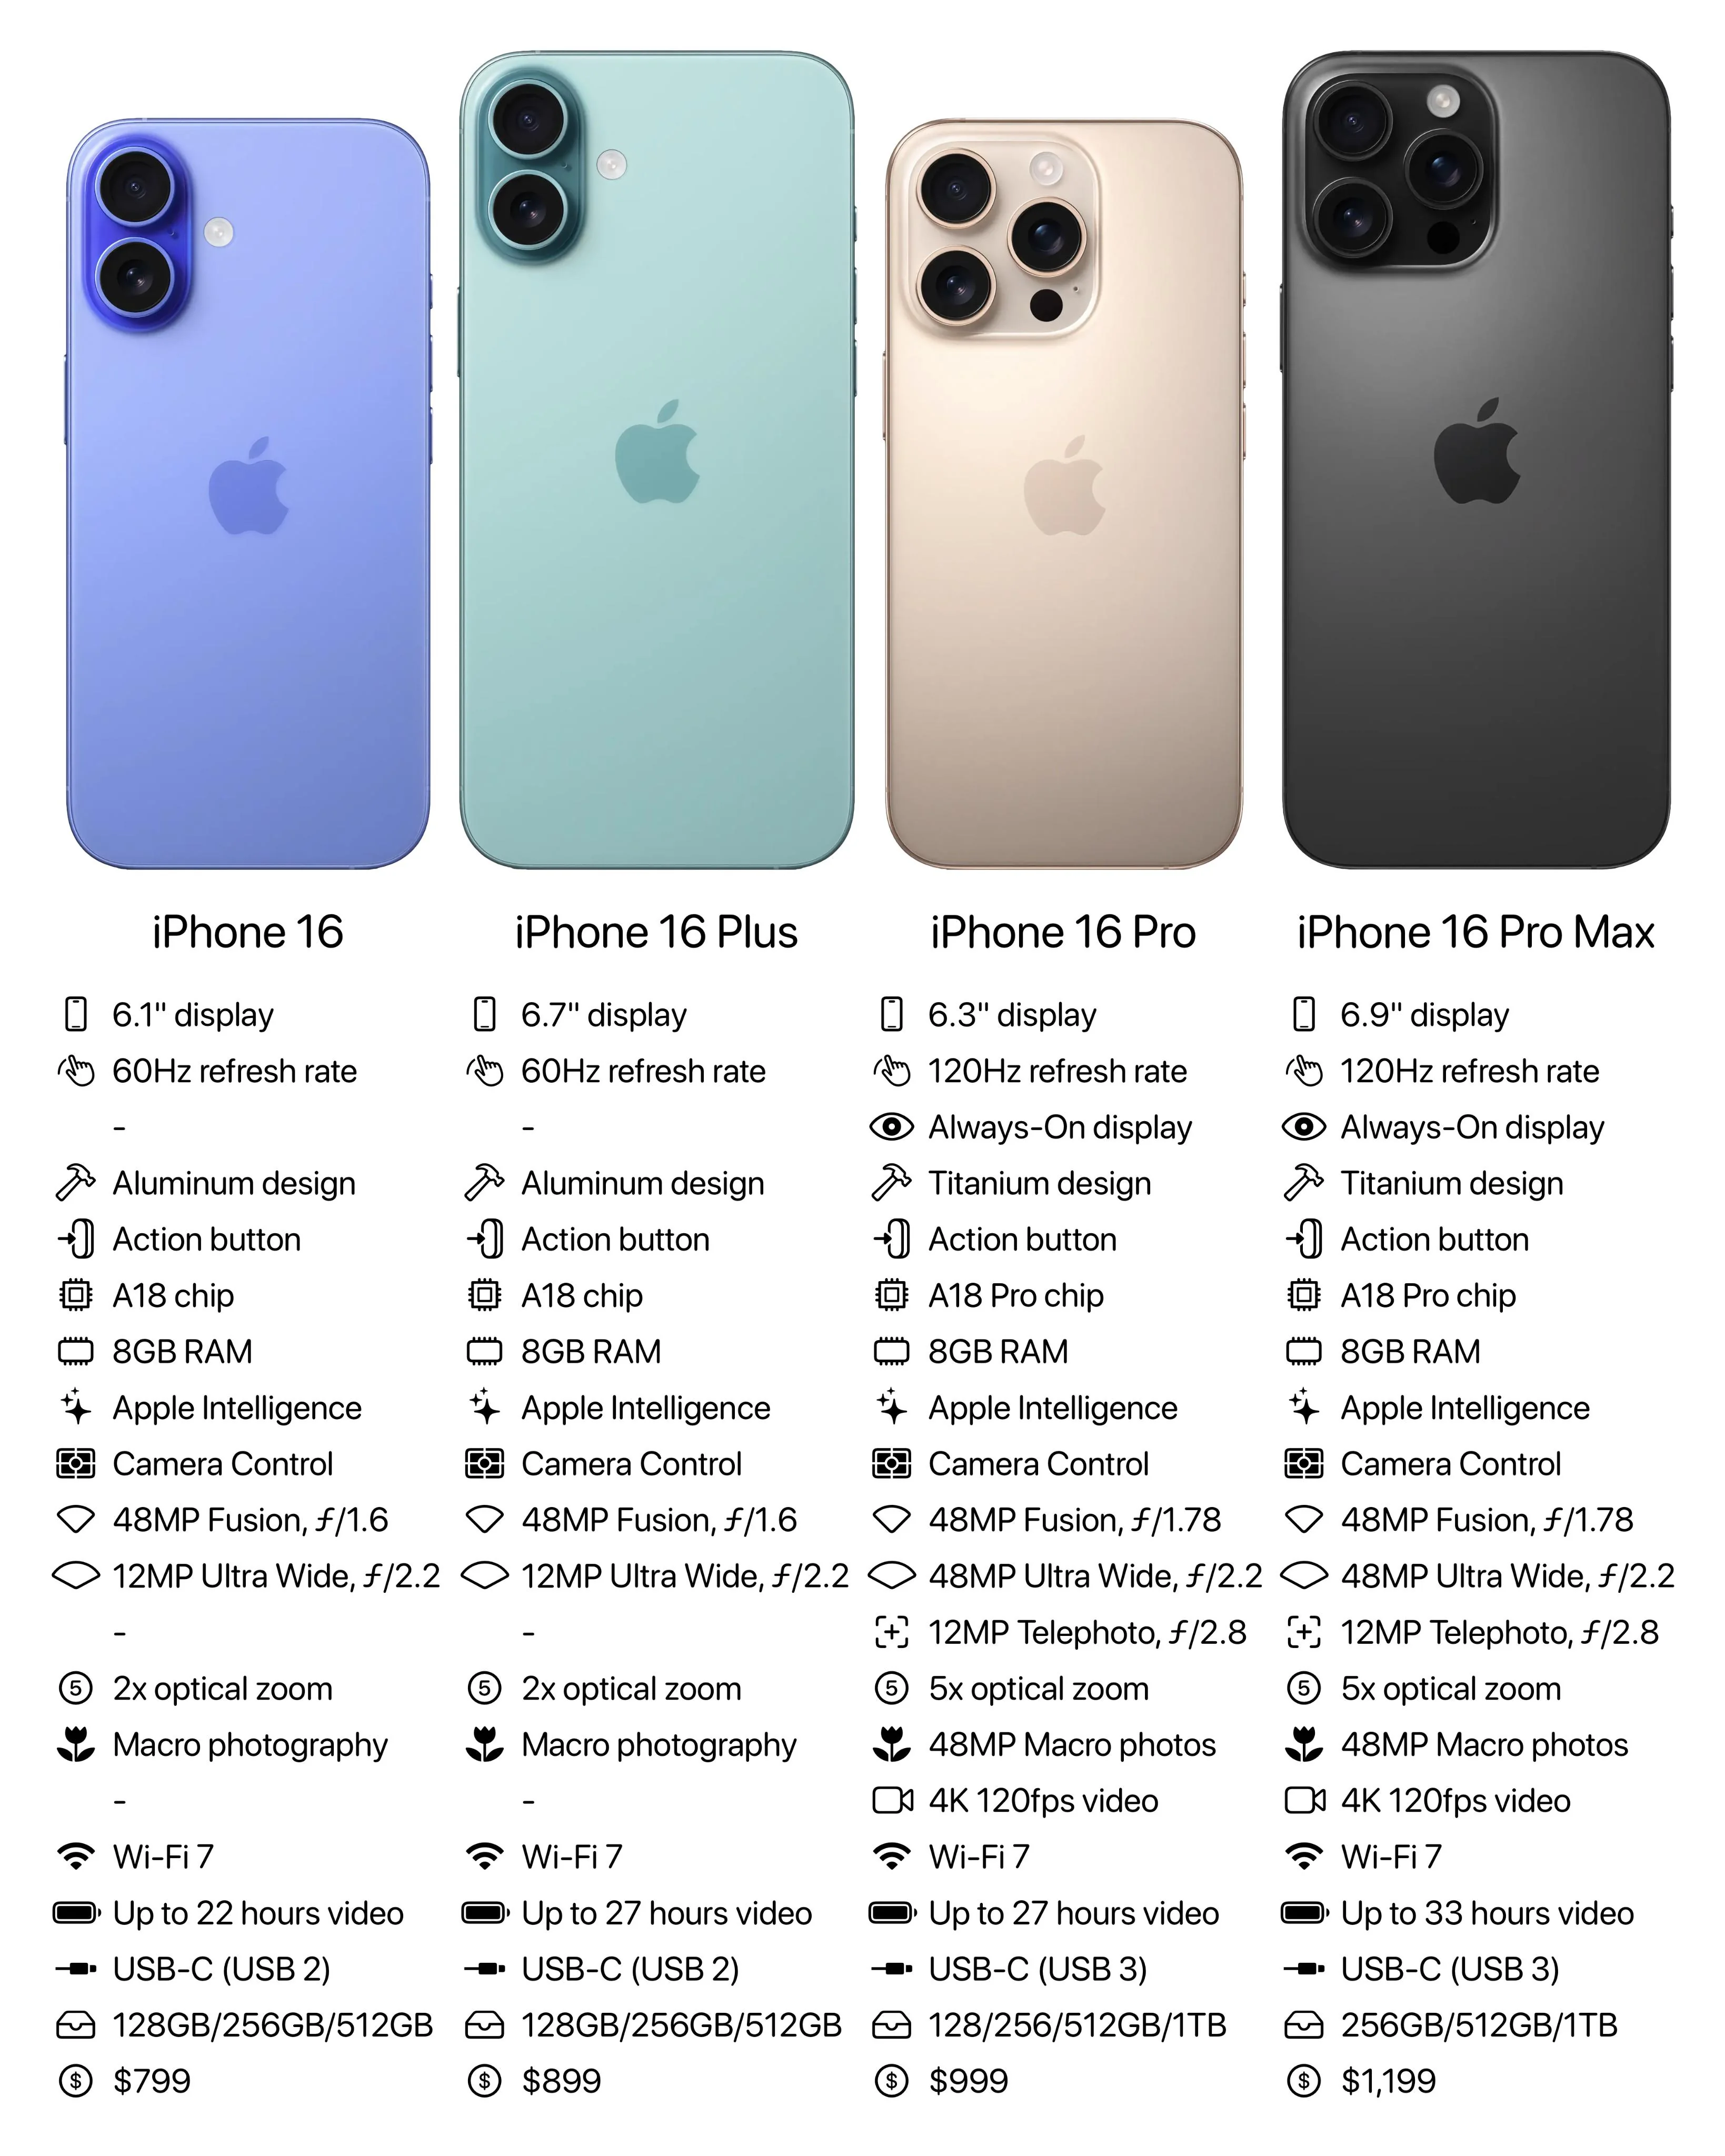 iPhone 16
6.1" display
60Hz refresh rate
-
Aluminum design
Action button
A18 chip
8GB RAM
Apple Intelligence
Camera Control
48MP Fusion, ƒ/1.6
12MP Ultra Wide, ƒ/2.2
-
5 2x optical zoom
Macro photography
-
Wi-Fi 7
Up to 22 hours video
USB-C (USB 2)
128GB/256GB/512GB
$ $799
iPhone 16 Plus
6.7" display
60Hz refresh rate
-
Aluminum design
Action button
A18 chip
8GB RAM
Apple Intelligence
Camera Control
48MP Fusion, ƒ/1.6
12MP Ultra Wide, ƒ/2.2
-
5 2x optical zoom
Macro photography
-
Wi-Fi 7
Up to 27 hours video
USB-C (USB 2)
128GB/256GB/512GB
$ $899
iPhone 16 Pro
6.3" display
120Hz refresh rate
Always-On display
Titanium design
Action button
A18 Pro chip
8GB RAM
Apple Intelligence
Camera Control
48MP Fusion, ƒ/1.78
48MP Ultra Wide, ƒ/2.2
12MP Telephoto, ƒ/2.8
5 5x optical zoom
48MP Macro photos
4K 120fps video
Wi-Fi 7
Up to 27 hours video
USB-C (USB 3)
128/256/512GB/1TB
$ $999
iPhone 16 Pro Max
6.9" display
120Hz refresh rate
Always-On display
Titanium design
Action button
A18 Pro chip
8GB RAM
Apple Intelligence
Camera Control
48MP Fusion, ƒ/1.78
48MP Ultra Wide, ƒ/2.2
12MP Telephoto, ƒ/2.8
5 5x optical zoom
48MP Macro photos
4K 120fps video
Wi-Fi 7
Up to 33 hours video
USB-C (USB 3)
256GB/512GB/1TB
$ $1,199